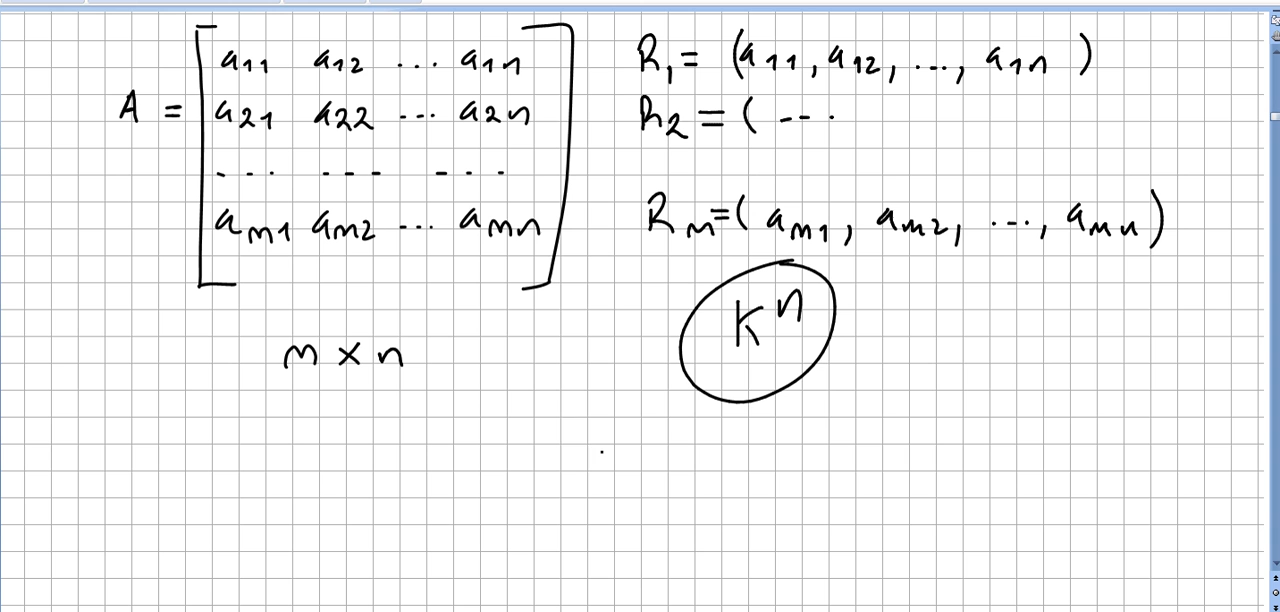 a11 a12 ... a1n
A = a21 a22 ... a2n
... ... ...
am1 am2 ... amn
m × n
R1 = (a11, a12, ..., a1n)
R2 = ( ...
Rm = (am1, am2, ..., amn)
K^n